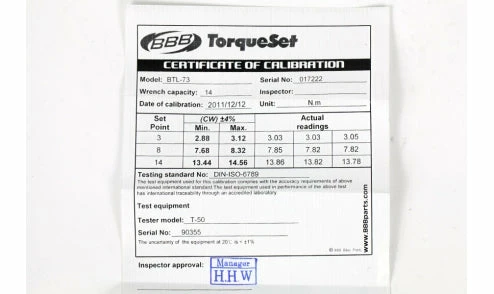 BBB TorqueSet
CERTIFICATE OF CALIBRATION
Model: BTL-73 Serial No: 017222
Wrench capacity: 14 Inspector:
Date of calibration: 2011/12/12 Unit: N m
Set Point (CW) ±4% Actual readings
Min. Max.
3 2.88 3.12 3.03 3.03 3.05
8 7.68 8.32 7.85 7.82 7.82
14 13.44 14.56 13.86 13.82 13.78
Testing standard No: DIN-ISO-6789
The test equipment used for this calibration complies with the accuracy requirements of above
mentioned international standard.The test equipment used in performance of the above test
has international traceability through an accredited laboratory.
Test equipment
Tester model: T-50
Serial No: 90355
The uncertainty of the equipment at 20°c is < ±1%
www.BBBparts.com
Inspector approval: Manager
H.H W